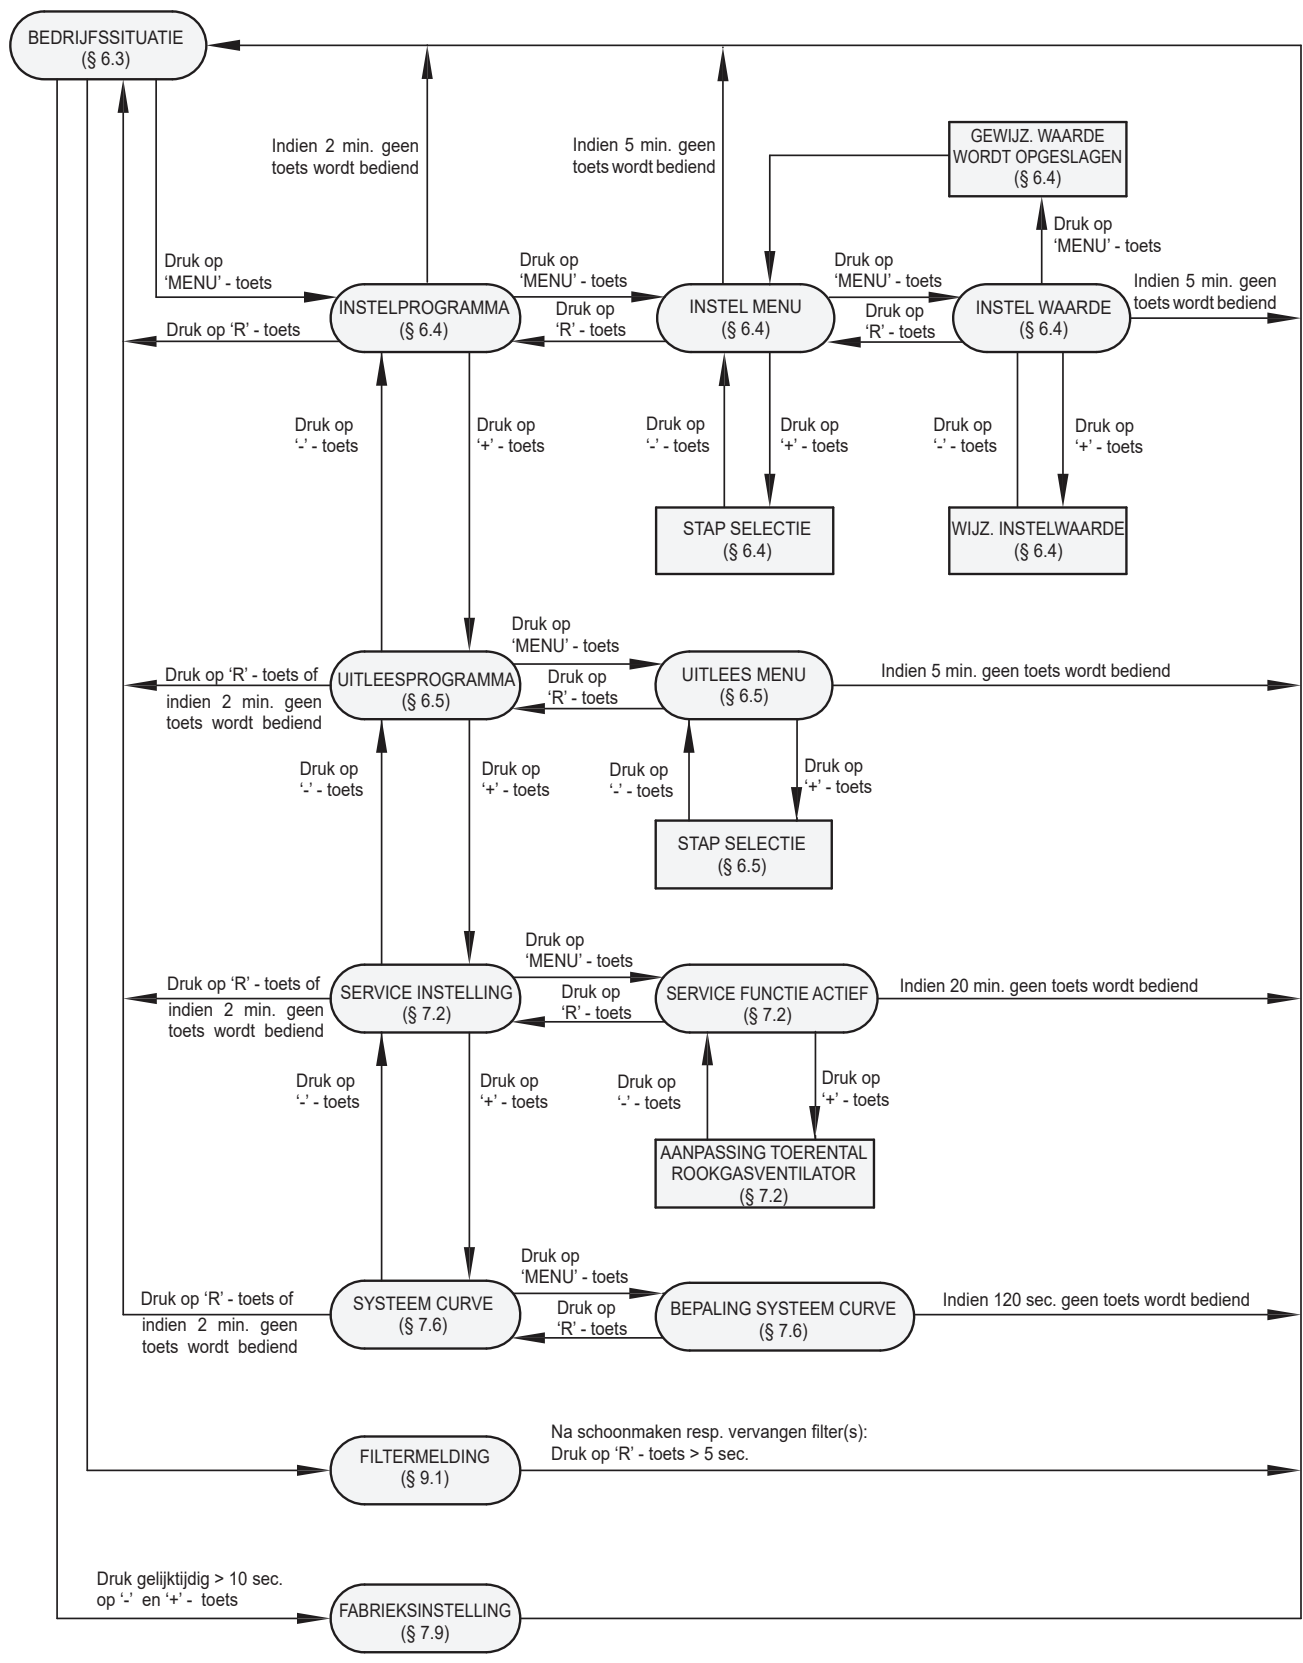 BEDRIJFSSITUATIE
(§ 6.3)
Indien 2 min. geen
toets wordt bediend
Indien 5 min. geen
toets wordt bediend
GEWIJZ. WAARDE
WORDT OPGESLAGEN
(§ 6.4)
Druk op
‘MENU’ - toets
Druk op
‘MENU’ - toets
Druk op ‘R’ - toets
INSTELPROGRAMMA
(§ 6.4)
Druk op
‘MENU’ - toets
Druk op
‘R’ - toets
INSTEL MENU
(§ 6.4)
Druk op
‘MENU’ - toets
Druk op
‘R’ - toets
INSTEL WAARDE
(§ 6.4)
Indien 5 min. geen
toets wordt bediend
Druk op
‘-’ - toets
Druk op
‘+’ - toets
Druk op
‘-’ - toets
Druk op
‘+’ - toets
Druk op
‘-’ - toets
Druk op
‘+’ - toets
STAP SELECTIE
(§ 6.4)
WIJZ. INSTELWAARDE
(§ 6.4)
Druk op ‘R’ - toets of
indien 2 min. geen
toets wordt bediend
UITLEESPROGRAMMA
(§ 6.5)
Druk op
‘MENU’ - toets
Druk op
‘R’ - toets
UITLEES MENU
(§ 6.5)
Indien 5 min. geen toets wordt bediend
Druk op
‘-’ - toets
Druk op
‘+’ - toets
Druk op
‘-’ - toets
Druk op
‘+’ - toets
STAP SELECTIE
(§ 6.5)
Druk op ‘R’ - toets of
indien 2 min. geen
toets wordt bediend
SERVICE INSTELLING
(§ 7.2)
Druk op
‘MENU’ - toets
Druk op
‘R’ - toets
SERVICE FUNCTIE ACTIEF
(§ 7.2)
Indien 20 min. geen toets wordt bediend
Druk op
‘-’ - toets
Druk op
‘+’ - toets
Druk op
‘-’ - toets
Druk op
‘+’ - toets
AANPASSING TOERENTAL
ROOKGASVENTILATOR
(§ 7.2)
Druk op ‘R’ - toets of
indien 2 min. geen
toets wordt bediend
SYSTEEM CURVE
(§ 7.6)
Druk op
‘MENU’ - toets
Druk op
‘R’ - toets
BEPALING SYSTEEM CURVE
(§ 7.6)
Indien 120 sec. geen toets wordt bediend
FILTERMELDING
(§ 9.1)
Na schoonmaken resp. vervangen filter(s):
Druk op ‘R’ - toets > 5 sec.
Druk gelijktijdig > 10 sec.
op ‘-’ en ‘+’ - toets
FABRIEKSINSTELLING
(§ 7.9)